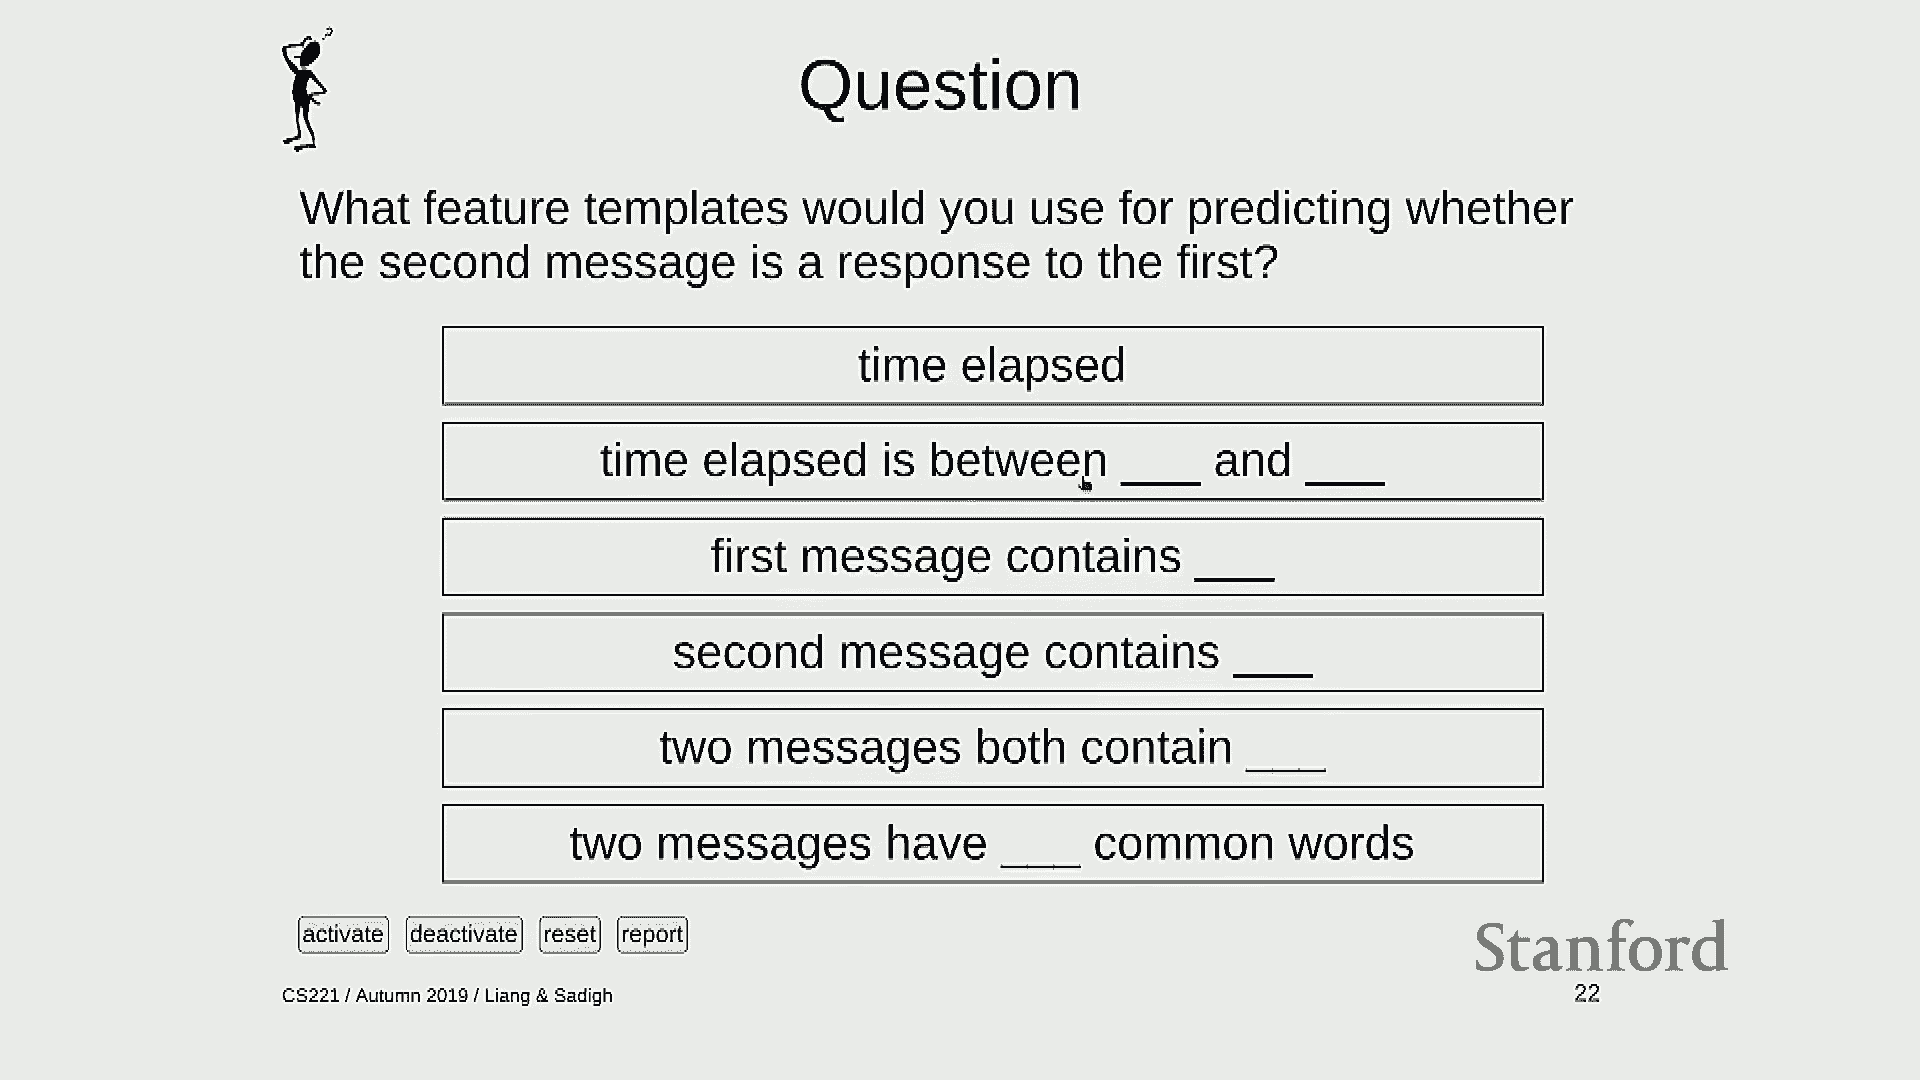 Question
What feature templates would you use for predicting whether
the second message is a response to the first?
time elapsed
time elapsed is between ___ and ___
first message contains ___
second message contains ___
two messages both contain ___
two messages have ___ common words
activate deactivate reset report
Stanford
CS221 / Autumn 2019 / Liang & Sadigh
22